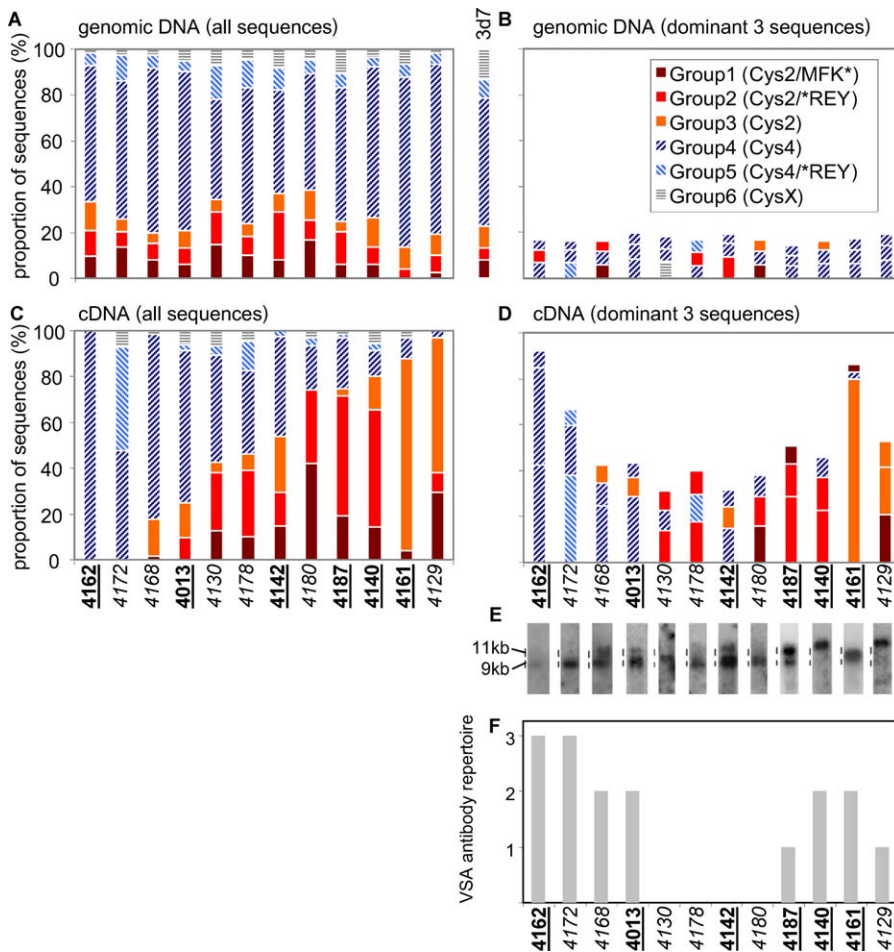 A genomic DNA (all sequences)
3d7
B genomic DNA (dominant 3 sequences)
proportion of sequences (%)
100
80
60
40
20
0
Group1 (Cys2/MFK*)
Group2 (Cys2/*REY)
Group3 (Cys2)
Group4 (Cys4)
Group5 (Cys4/*REY)
Group6 (CysX)
C cDNA (all sequences)
D cDNA (dominant 3 sequences)
proportion of sequences (%)
100
80
60
40
20
0
4162 4172 4168 4013 4130 4178 4142 4180 4187 4140 4161 4129
4162 4172 4168 4013 4130 4178 4142 4180 4187 4140 4161 4129
E
11kb
9kb
F
VSA antibody repertoire
3
2
1
4162 4172 4168 4013 4130 4178 4142 4180 4187 4140 4161 4129